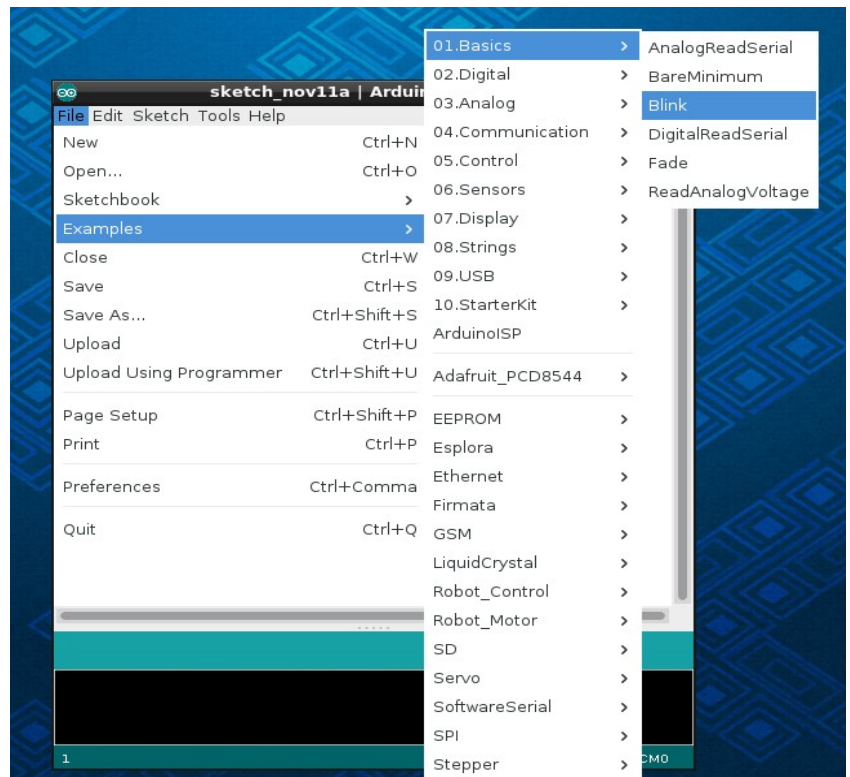 sketch_nov11a | Ardui
File Edit Sketch Tools Help
New Ctrl+N
Open... Ctrl+O
Sketchbook >
Examples >
Close Ctrl+W
Save Ctrl+S
Save As... Ctrl+Shift+S
Upload Ctrl+U
Upload Using Programmer Ctrl+Shift+U
Page Setup Ctrl+Shift+P
Print Ctrl+P
Preferences Ctrl+Comma
Quit Ctrl+Q
01.Basics >
02.Digital >
03.Analog >
04.Communication >
05.Control >
06.Sensors >
07.Display >
08.Strings >
09.USB >
10.StarterKit >
ArduinoISP
Adafruit_PCD8544 >
EEPROM >
Esplora >
Ethernet >
Firmata >
GSM >
LiquidCrystal >
Robot_Control >
Robot_Motor >
SD >
Servo >
SoftwareSerial >
SPI >
Stepper >
AnalogReadSerial
BareMinimum
Blink
DigitalReadSerial
Fade
ReadAnalogVoltage
1
CM0